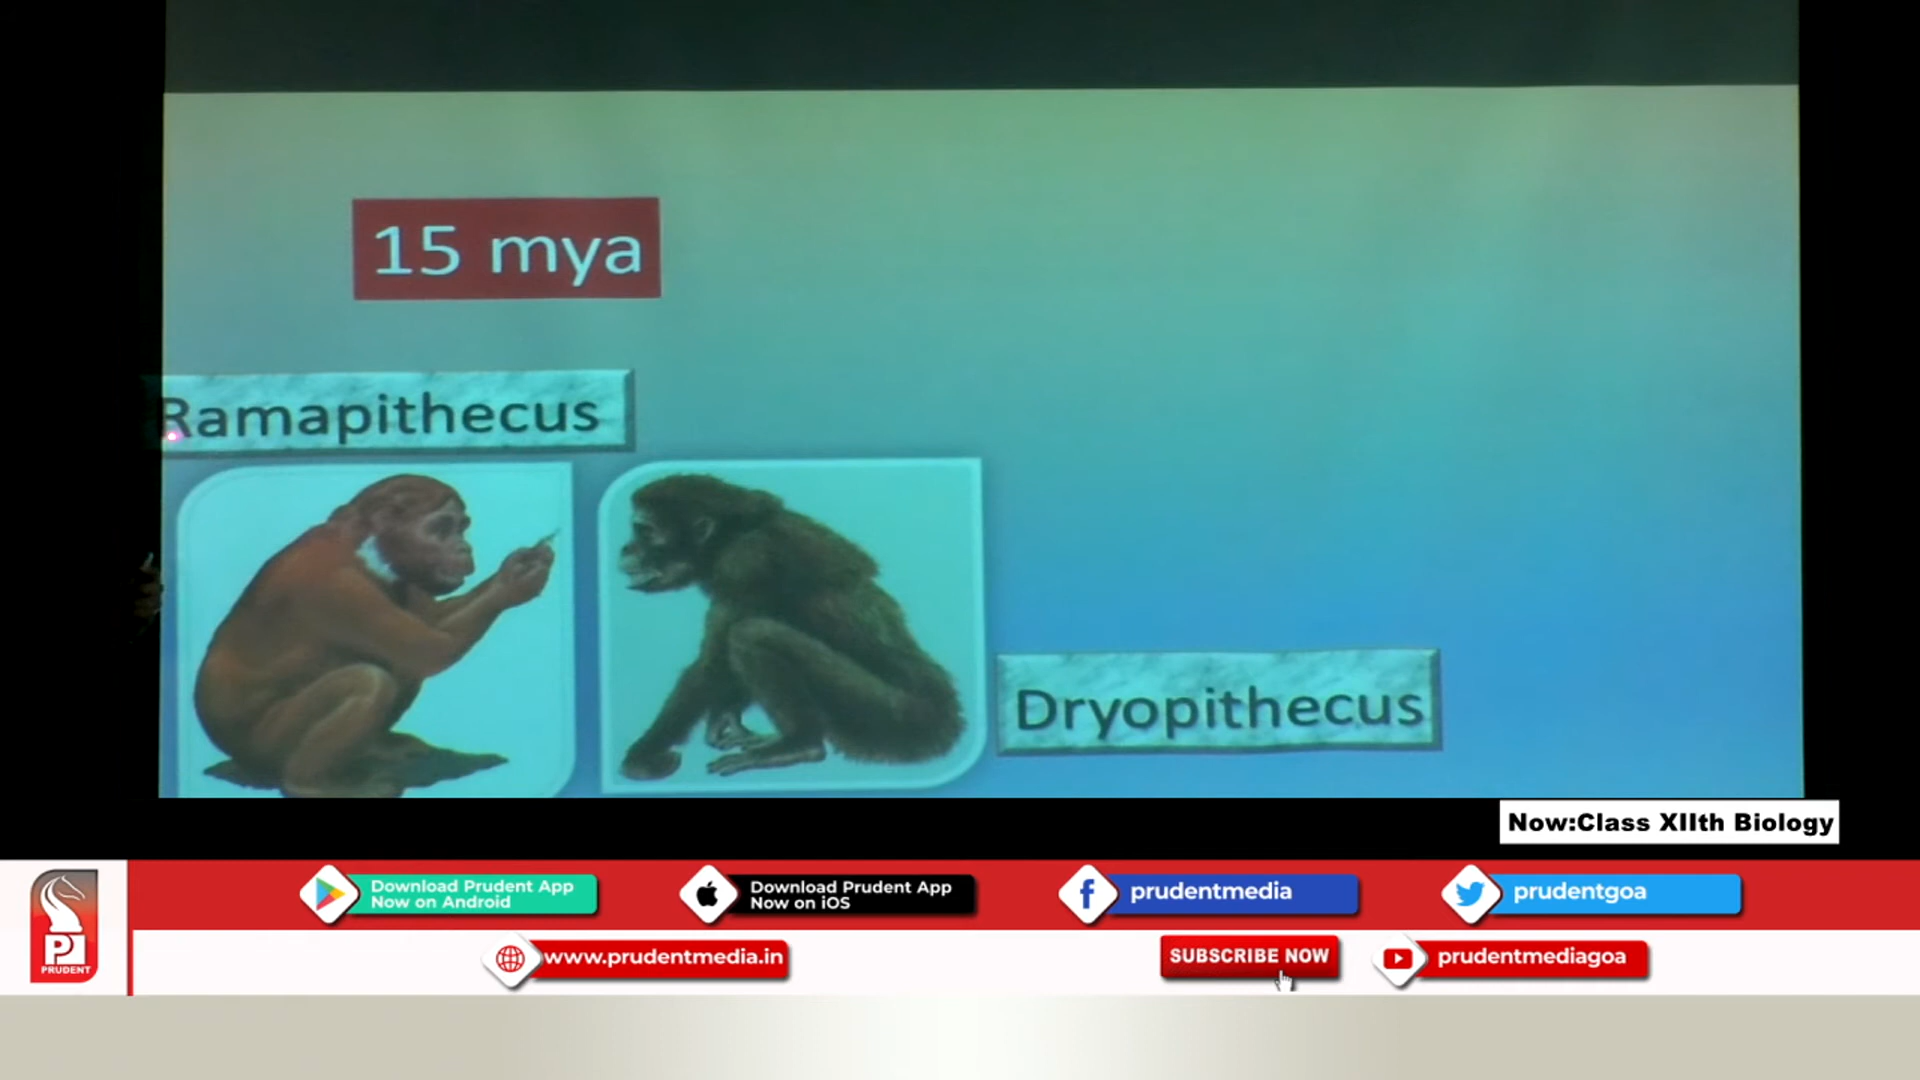 15 mya
Ramapithecus
Dryopithecus
Now:Class XIIth Biology
Download Prudent App
Now on Android
Download Prudent App
Now on iOS
prudentmedia
prudentgoa
PRUDENT
www.prudentmedia.in
SUBSCRIBE NOW
prudentmediagoa